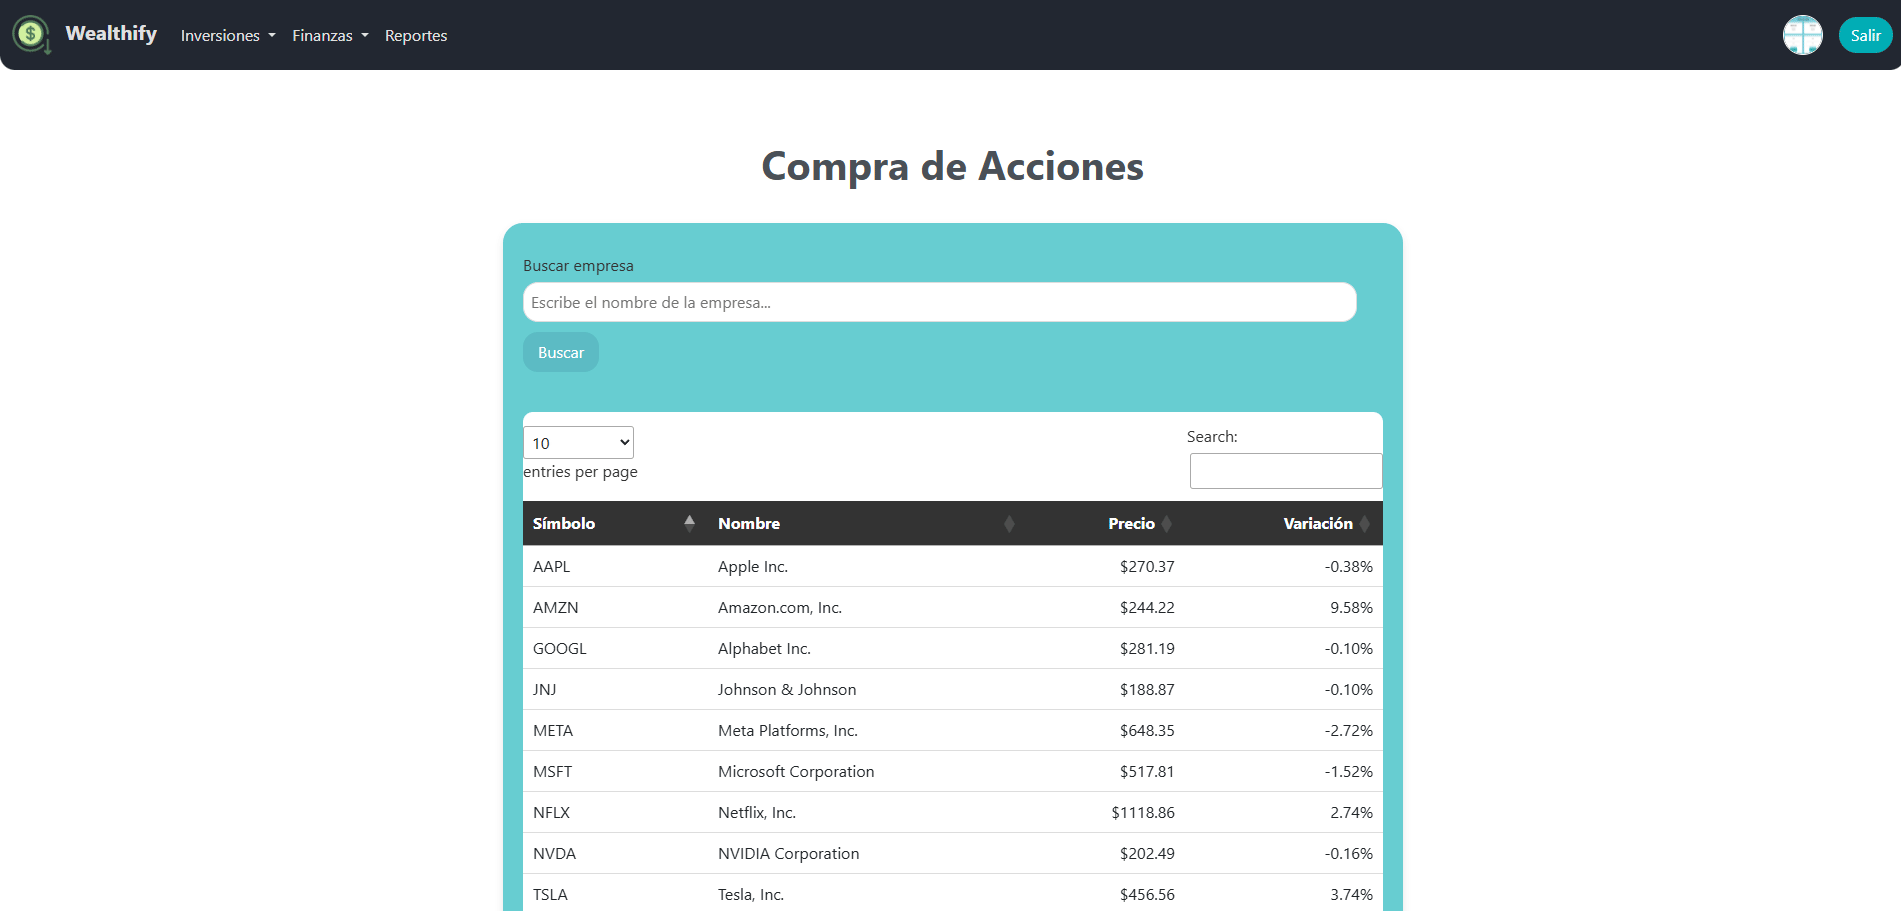 Wealthify Inversiones Finanzas Reportes Salir
Compra de Acciones
Buscar empresa
Escribe el nombre de la empresa...
Buscar
10
entries per page
Search:
Símbolo Nombre Precio Variación
AAPL Apple Inc. $270.37 -0.38%
AMZN Amazon.com, Inc. $244.22 9.58%
GOOGL Alphabet Inc. $281.19 -0.10%
JNJ Johnson & Johnson $188.87 -0.10%
META Meta Platforms, Inc. $648.35 -2.72%
MSFT Microsoft Corporation $517.81 -1.52%
NFLX Netflix, Inc. $1118.86 2.74%
NVDA NVIDIA Corporation $202.49 -0.16%
TSLA Tesla, Inc. $456.56 3.74%